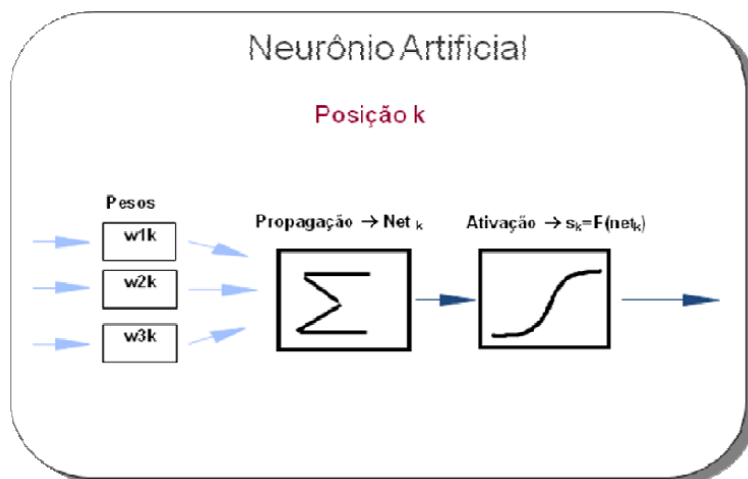 Neurônio Artificial
Posição k
Pesos
Propagação → Net k
Ativação → sk=F(netk)
w1k
w2k
w3k